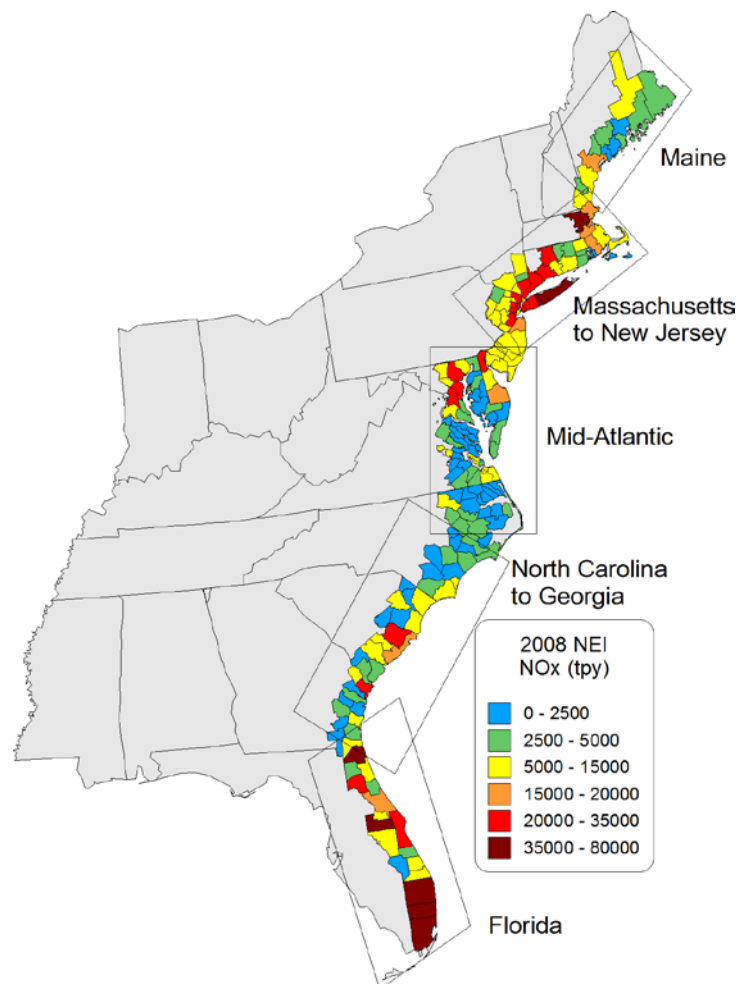 Maine
Massachusetts
to New Jersey
Mid-Atlantic
North Carolina
to Georgia
2008 NEI
NOx (tpy)
0 - 2500
2500 - 5000
5000 - 15000
15000 - 20000
20000 - 35000
35000 - 80000
Florida